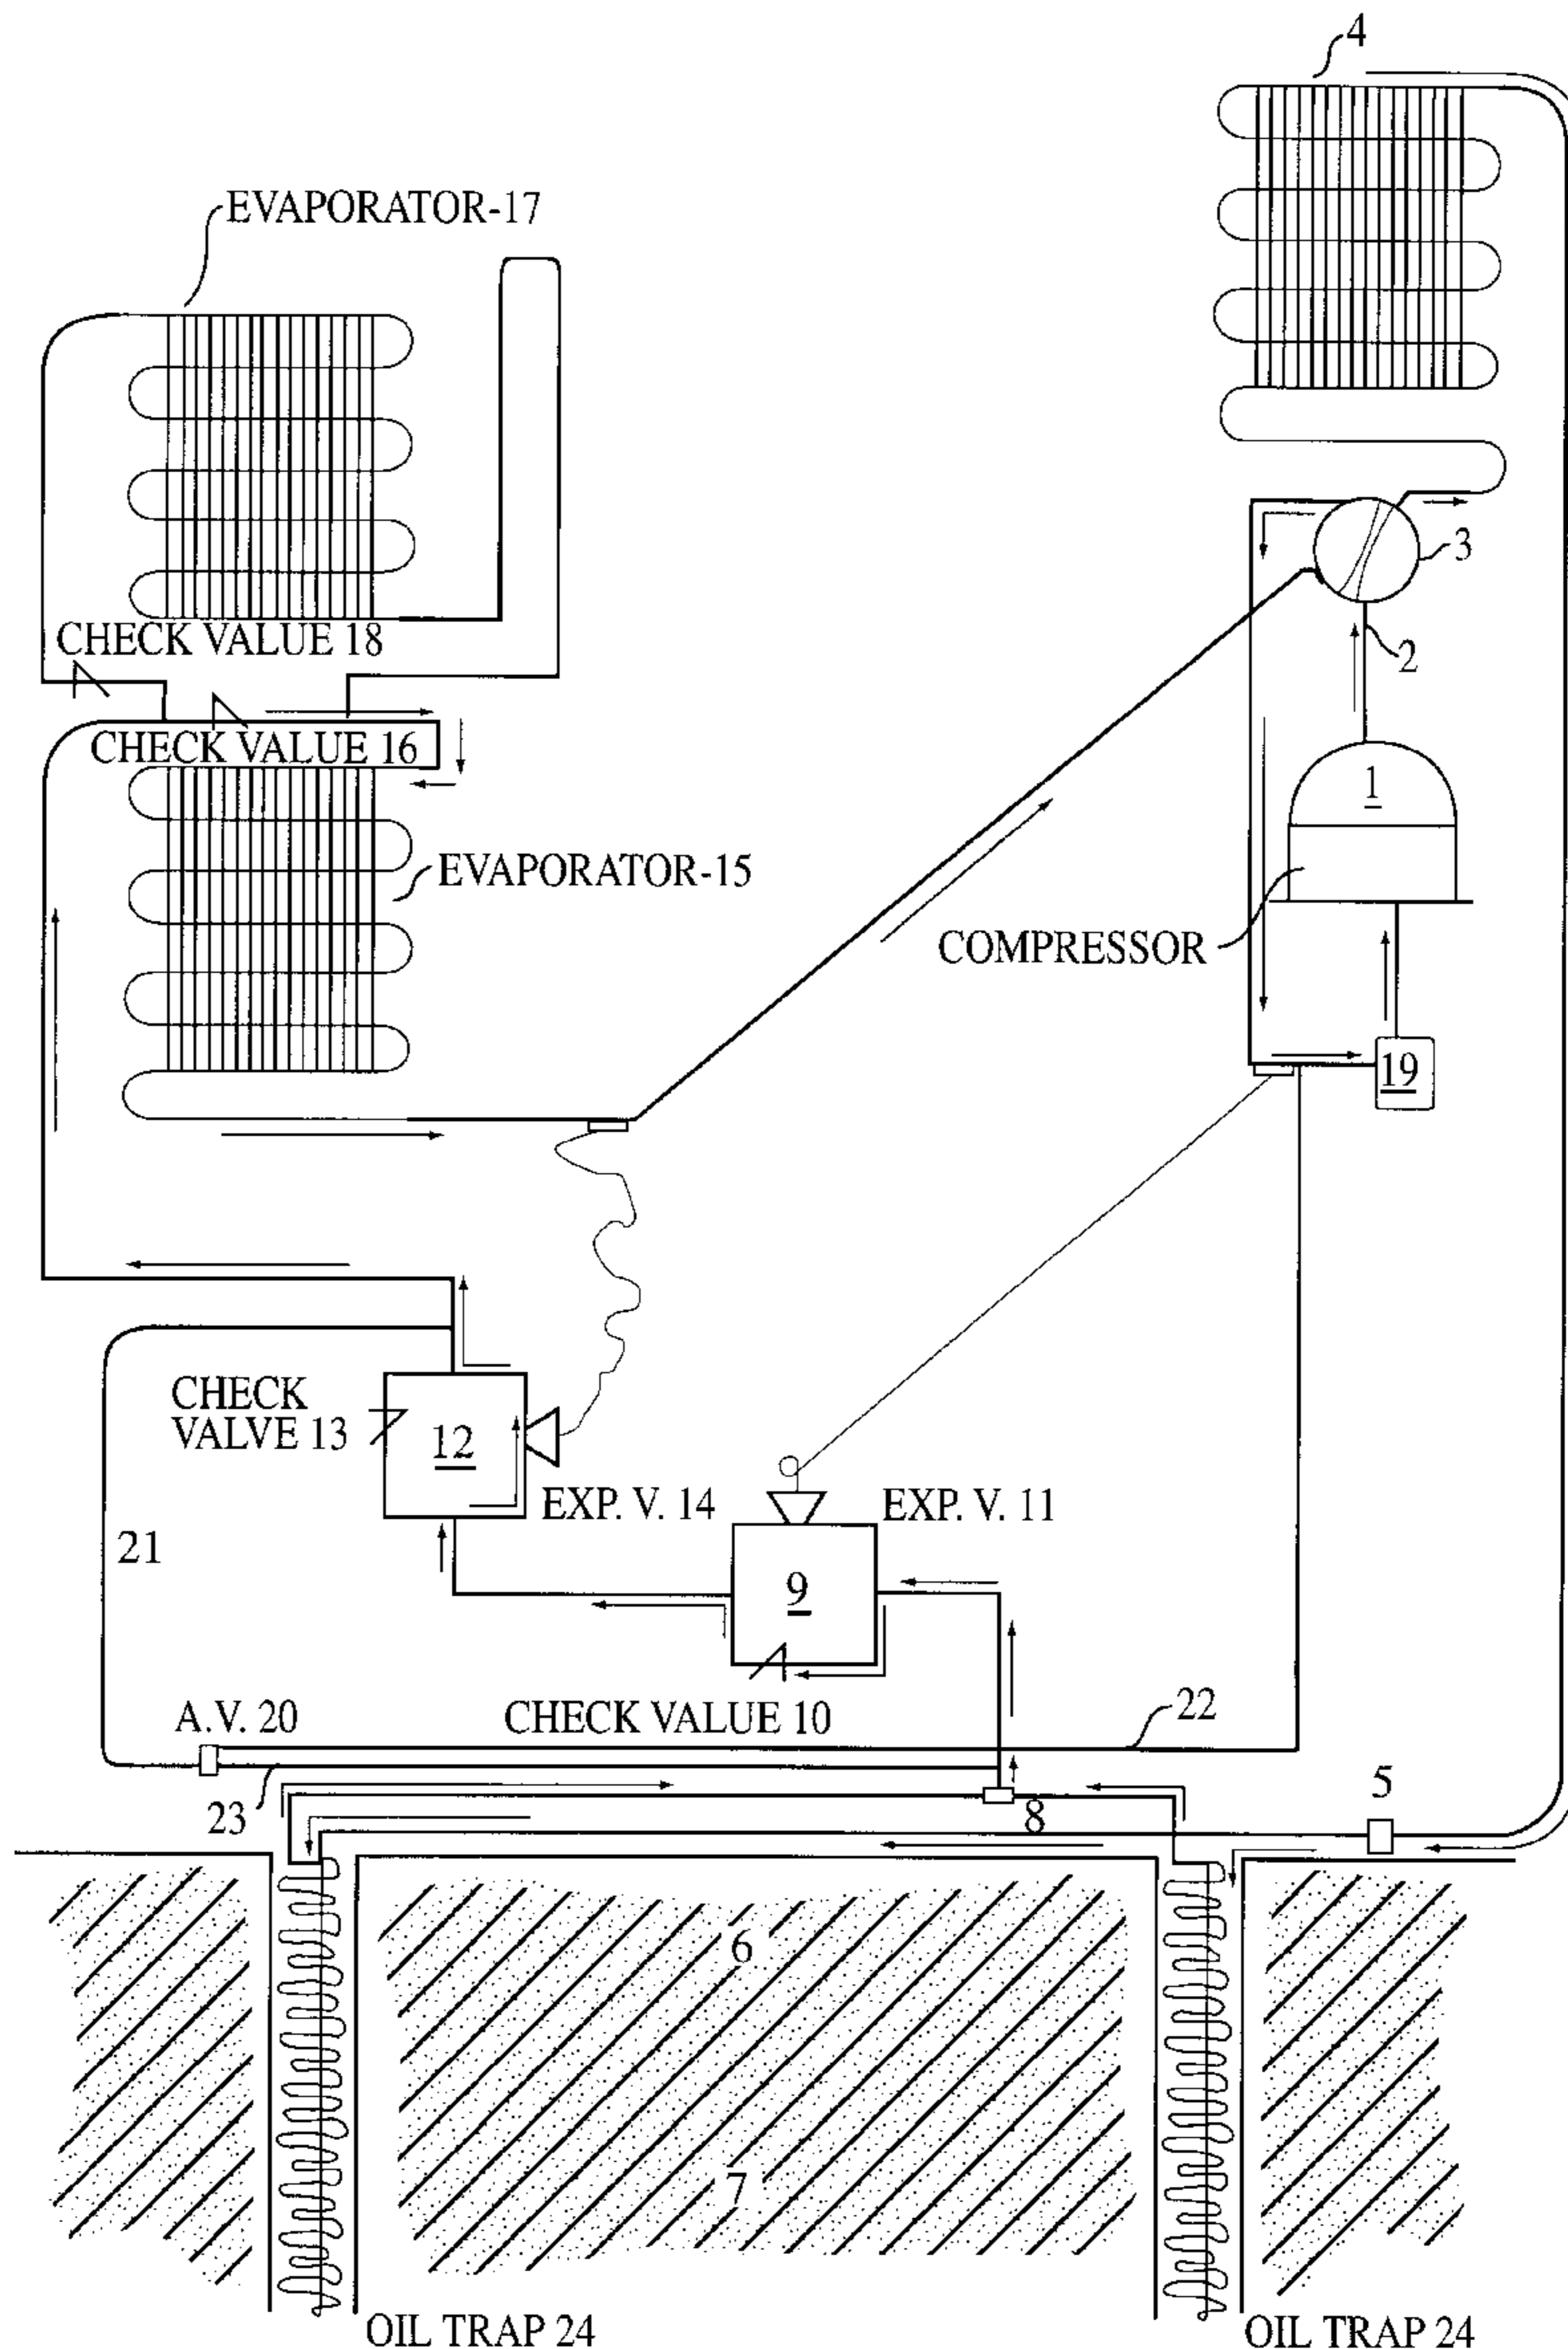 4
EVAPORATOR-17
3
CHECK VALUE 18
2
CHECK VALUE 16
1
EVAPORATOR-15
COMPRESSOR
19
CHECK
VALVE 13
12
EXP. V. 14
EXP. V. 11
21
9
A.V. 20
CHECK VALUE 10
22
23
8
5
6
7
OIL TRAP 24
OIL TRAP 24